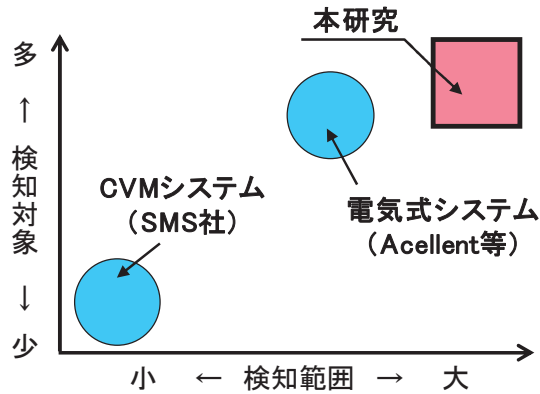 本研究
多
↑
検知対象
↓
少
CVMシステム
（SMS社）
電気式システム
（Acellent等）
小 ← 検知範囲 → 大